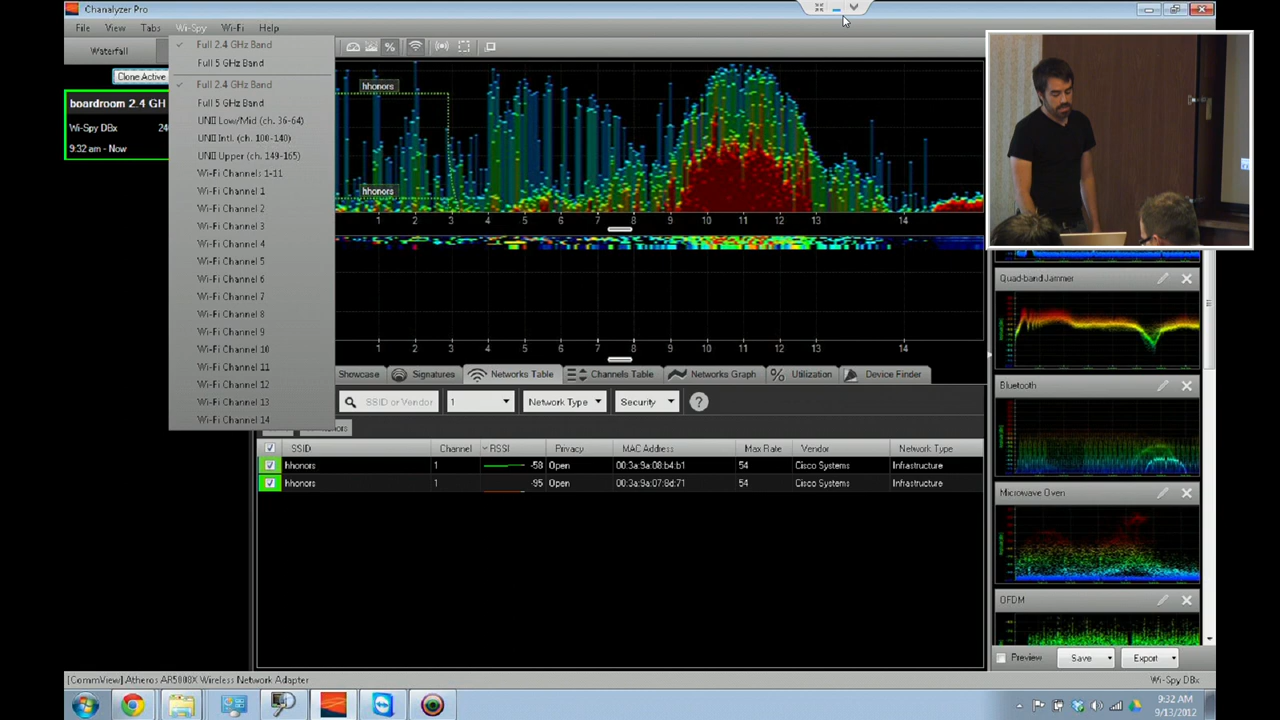 Chanalyzer Pro
File View Tabs Wi-Spy Wi-Fi Help
Waterfall
Full 2.4 GHz Band
Full 5 GHz Band
Clone Active
Full 2.4 GHz Band
Full 5 GHz Band
UNII Low/Mid (ch. 36-64)
UNII Intl. (ch. 100-140)
UNII Upper (ch. 149-165)
Wi-Fi Channels 1-11
Wi-Fi Channel 1
Wi-Fi Channel 2
Wi-Fi Channel 3
Wi-Fi Channel 4
Wi-Fi Channel 5
Wi-Fi Channel 6
Wi-Fi Channel 7
Wi-Fi Channel 8
Wi-Fi Channel 9
Wi-Fi Channel 10
Wi-Fi Channel 11
Wi-Fi Channel 12
Wi-Fi Channel 13
Wi-Fi Channel 14
boardroom 2.4 GH
Wi-Spy DBx 24
9:32 am - Now
hhonors
hhonors
1 2 3 4 5 6 7 8 9 10 11 12 13 14
1 2 3 4 5 6 7 8 9 10 11 12 13 14
Showcase Signatures Networks Table Channels Table Networks Graph Utilization Device Finder
SSID or Vendor 1 Network Type Security ?
SSID Channel RSSI Privacy MAC Address Max Rate Vendor Network Type
hhonors 1 -58 Open 00:3a:9a:08:b4:b1 54 Cisco Systems Infrastructure
hhonors 1 -95 Open 00:3a:9a:07:8d:71 54 Cisco Systems Infrastructure
Quad-band Jammer
Bluetooth
Microwave Oven
OFDM
Preview Save Export
[CommView] Atheros AR5008X Wireless Network Adapter
Wi-Spy DBx
9:32 AM
9/13/2012